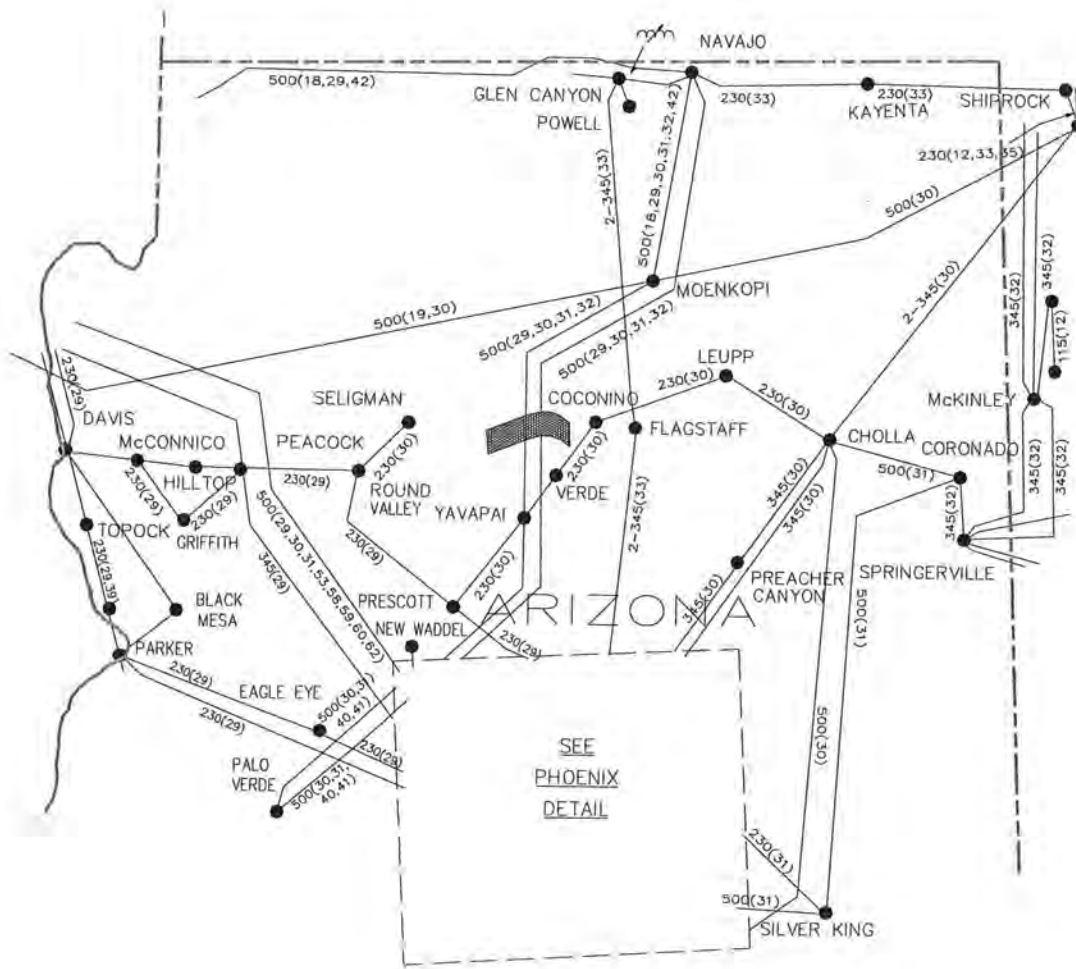 NAVAJO
500(18,29,42)
GLEN CANYON
POWELL
230(33)
KAYENTA
230(33)
SHIPROCK
230(12,33,35)
2-345(33)
500(18,29,30,31,32,42)
500(30)
MOENKOPI
500(19,30)
500(29,30,31,32)
500(29,30,31,32)
2-345(30)
345(32)
345(32)
115(12)
230(29)
LEUPP
230(30)
230(30)
DAVIS
McCONNICO
HILLTOP
PEACOCK
SELIGMAN
230(30)
COCONINO
FLAGSTAFF
CHOLLA
McKINLEY
CORONADO
500(31)
230(29)
230(29)
GRIFFITH
230(29)
ROUND
VALLEY
YAVAPAI
VERDE
230(30)
345(30)
345(30)
345(32)
345(32)
345(32)
TOPOCK
230(29,39)
500(29,30,31,53,58,59,60,62)
345(29)
230(29)
230(30)
2-345(33)
SPRINGERVILLE
PREACHER
CANYON
345(30)
500(31)
BLACK
MESA
PRESCOTT
ARIZONA
NEW WADDEL
230(29)
PARKER
230(29)
230(29)
EAGLE EYE
500(30,31
40,41)
230(29)
PALO
VERDE
500(30,31,
40,41)
SEE
PHOENIX
DETAIL
500(30)
230(31)
500(31)
SILVER KING